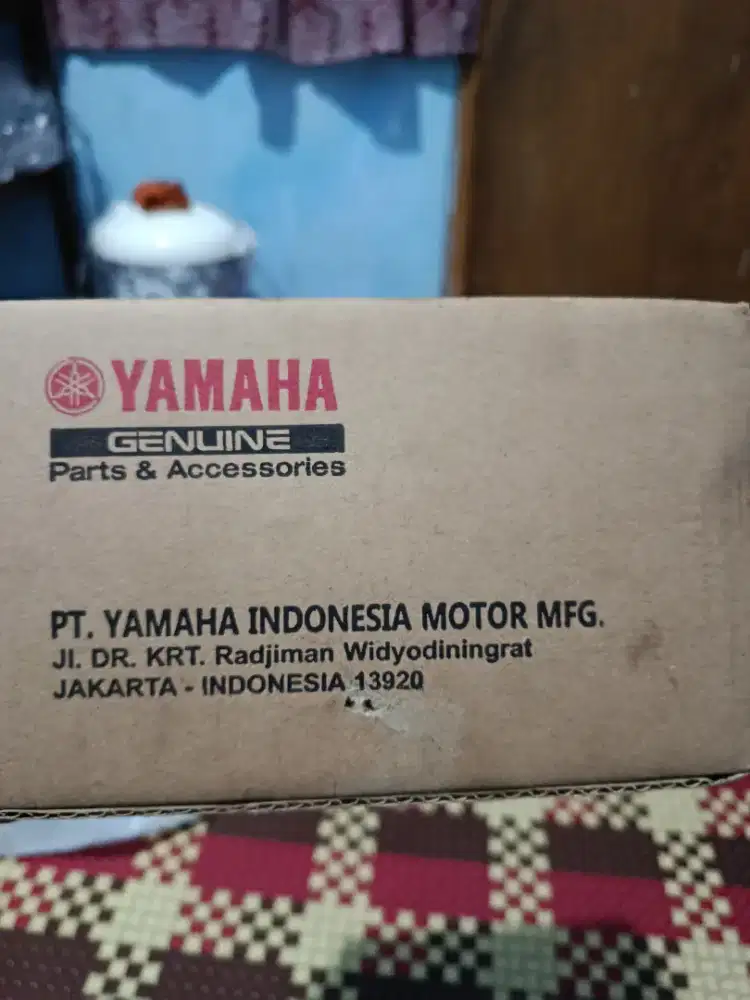 YAMAHA
GENUINE
Parts & Accessories
PT. YAMAHA INDONESIA MOTOR MFG.
Jl. DR. KRT. Radjiman Widyodiningrat
JAKARTA - INDONESIA 13920